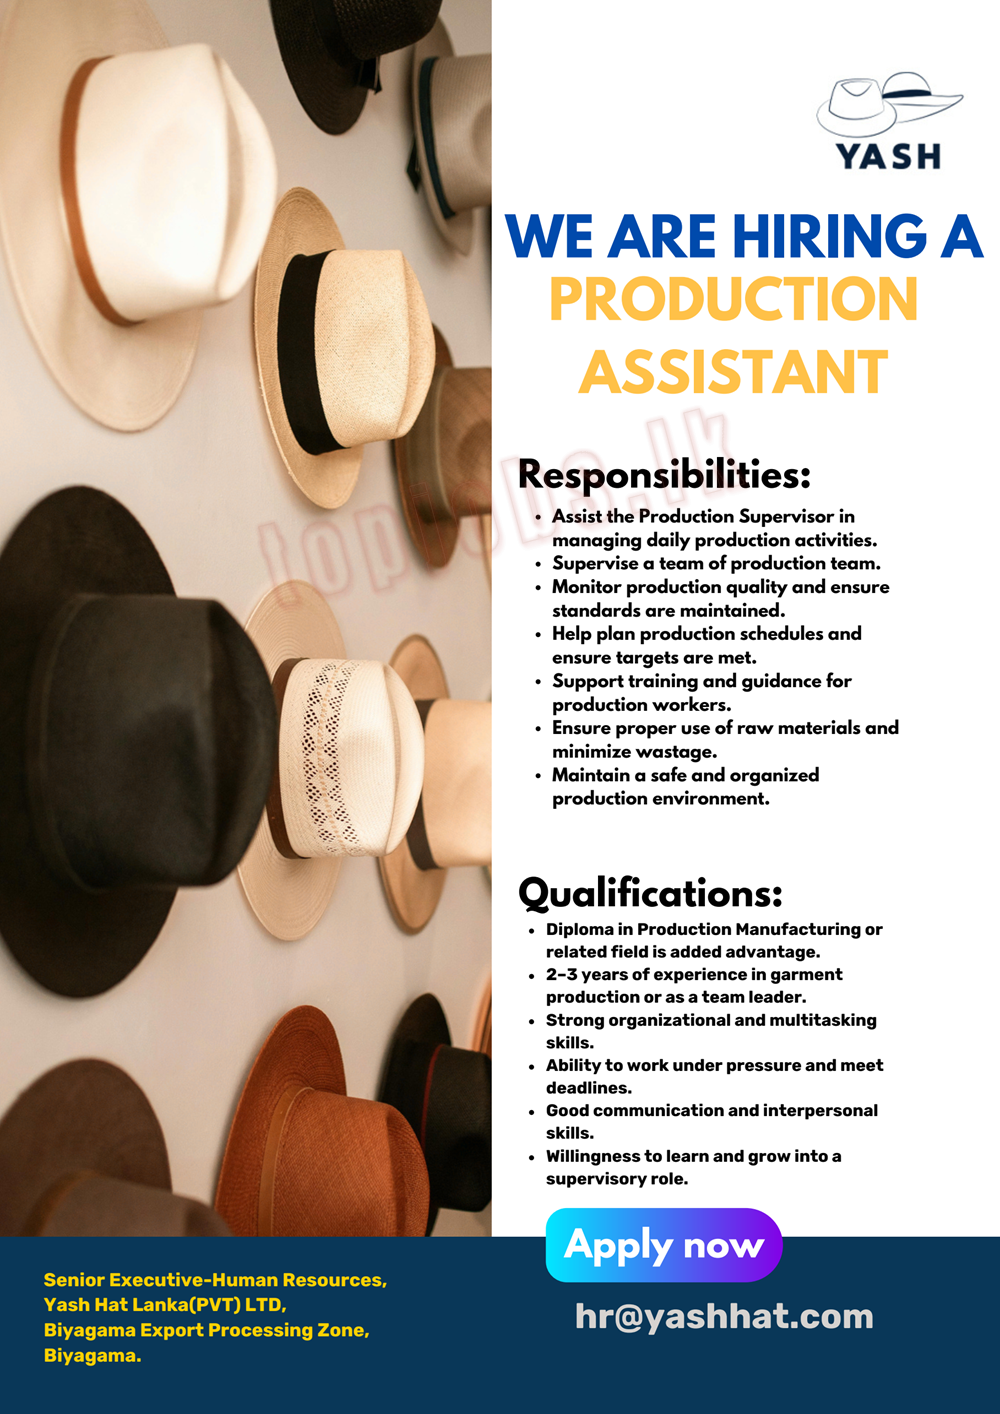 YASH
WE ARE HIRING A
PRODUCTION
ASSISTANT
topjobs.lk
Responsibilities:
• Assist the Production Supervisor in
managing daily production activities.
• Supervise a team of production team.
• Monitor production quality and ensure
standards are maintained.
• Help plan production schedules and
ensure targets are met.
• Support training and guidance for
production workers.
• Ensure proper use of raw materials and
minimize wastage.
• Maintain a safe and organized
production environment.
Qualifications:
• Diploma in Production Manufacturing or
related field is added advantage.
• 2–3 years of experience in garment
production or as a team leader.
• Strong organizational and multitasking
skills.
• Ability to work under pressure and meet
deadlines.
• Good communication and interpersonal
skills.
• Willingness to learn and grow into a
supervisory role.
Apply now
hr@yashhat.com
Senior Executive-Human Resources,
Yash Hat Lanka(PVT) LTD,
Biyagama Export Processing Zone,
Biyagama.